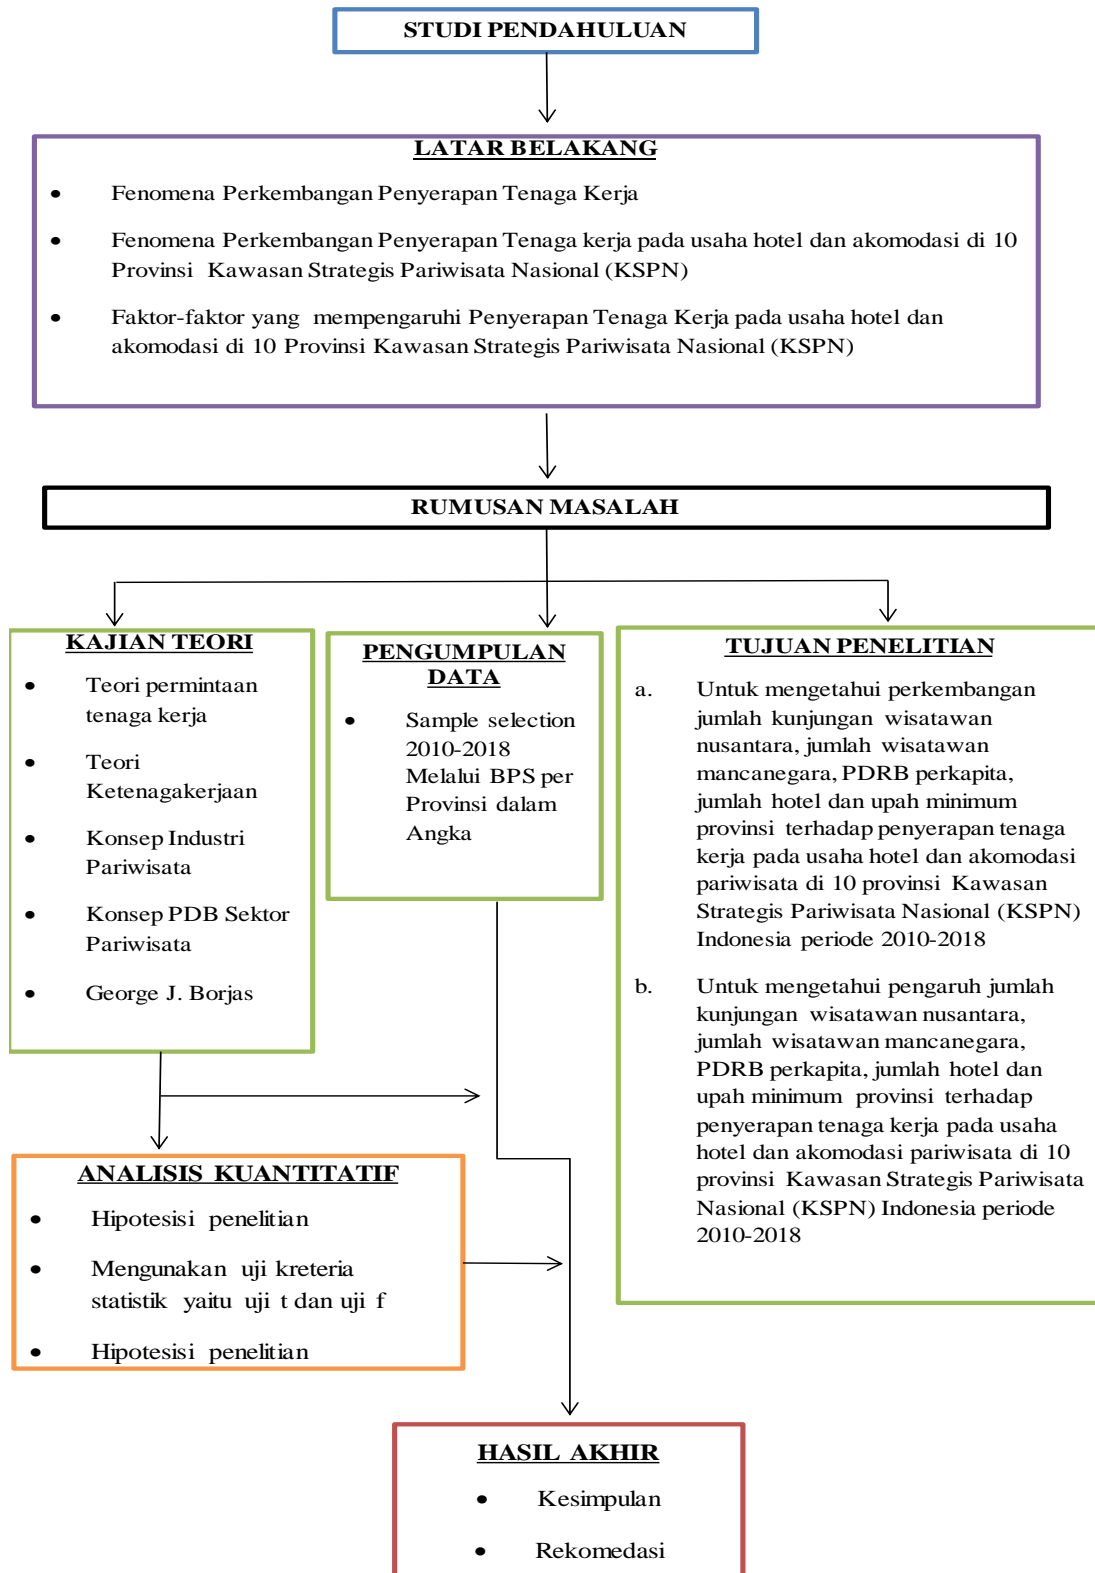 STUDI PENDAHULUAN
LATAR BELAKANG
• Fenomena Perkembangan Penyerapan Tenaga Kerja
• Fenomena Perkembangan Penyerapan Tenaga kerja pada usaha hotel dan akomodasi di 10
Provinsi Kawasan Strategis Pariwisata Nasional (KSPN)
• Faktor-faktor yang mempengaruhi Penyerapan Tenaga Kerja pada usaha hotel dan
akomodasi di 10 Provinsi Kawasan Strategis Pariwisata Nasional (KSPN)
RUMUSAN MASALAH
KAJIAN TEORI
• Teori permintaan
tenaga kerja
• Teori
Ketenagakerjaan
• Konsep Industri
Pariwisata
• Konsep PDB Sektor
Pariwisata
• George J. Borjas
PENGUMPULAN
DATA
• Sample selection
2010-2018
Melalui BPS per
Provinsi dalam
Angka
TUJUAN PENELITIAN
a. Untuk mengetahui perkembangan
jumlah kunjungan wisatawan
nusantara, jumlah wisatawan
mancanegara, PDRB perkapita,
jumlah hotel dan upah minimum
provinsi terhadap penyerapan tenaga
kerja pada usaha hotel dan akomodasi
pariwisata di 10 provinsi Kawasan
Strategis Pariwisata Nasional (KSPN)
Indonesia periode 2010-2018
b. Untuk mengetahui pengaruh jumlah
kunjungan wisatawan nusantara,
jumlah wisatawan mancanegara,
PDRB perkapita, jumlah hotel dan
upah minimum provinsi terhadap
penyerapan tenaga kerja pada usaha
hotel dan akomodasi pariwisata di 10
provinsi Kawasan Strategis Pariwisata
Nasional (KSPN) Indonesia periode
2010-2018
ANALISIS KUANTITATIF
• Hipotesisi penelitian
• Mengunakan uji kreteria
statistik yaitu uji t dan uji f
• Hipotesisi penelitian
HASIL AKHIR
• Kesimpulan
• Rekomedasi